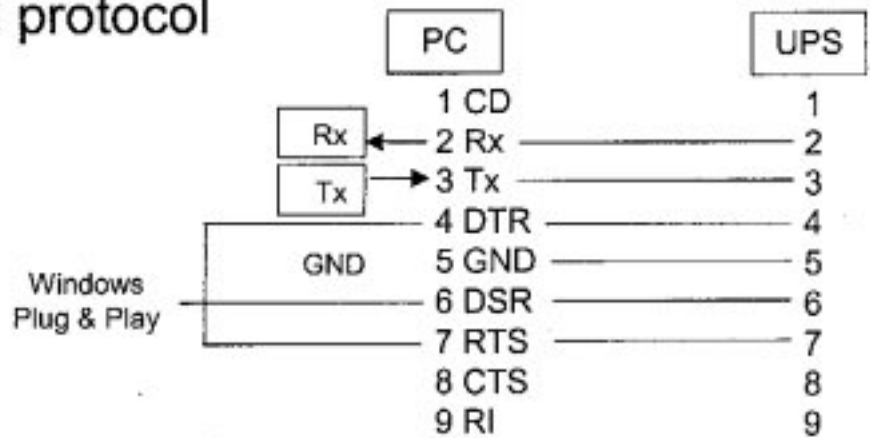 protocol
PC UPS
1 CD 1
Rx 2 Rx 2
Tx 3 Tx 3
4 DTR 4
GND 5 GND 5
Windows
Plug & Play
6 DSR 6
7 RTS 7
8 CTS 8
9 RI 9